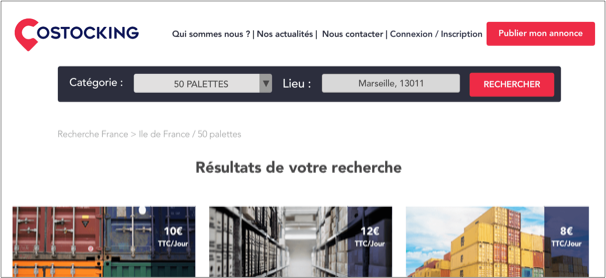 COSTOCKING
Qui sommes nous ? | Nos actualités | Nous contacter | Connexion / Inscription
Publier mon annonce
Catégorie : 50 PALETTES Lieu : Marseille, 13011 RECHERCHER
Recherche France > Ile de France / 50 palettes
Résultats de votre recherche
10€ 12€ 8€
TTC/Jour TTC/Jour TTC/Jour